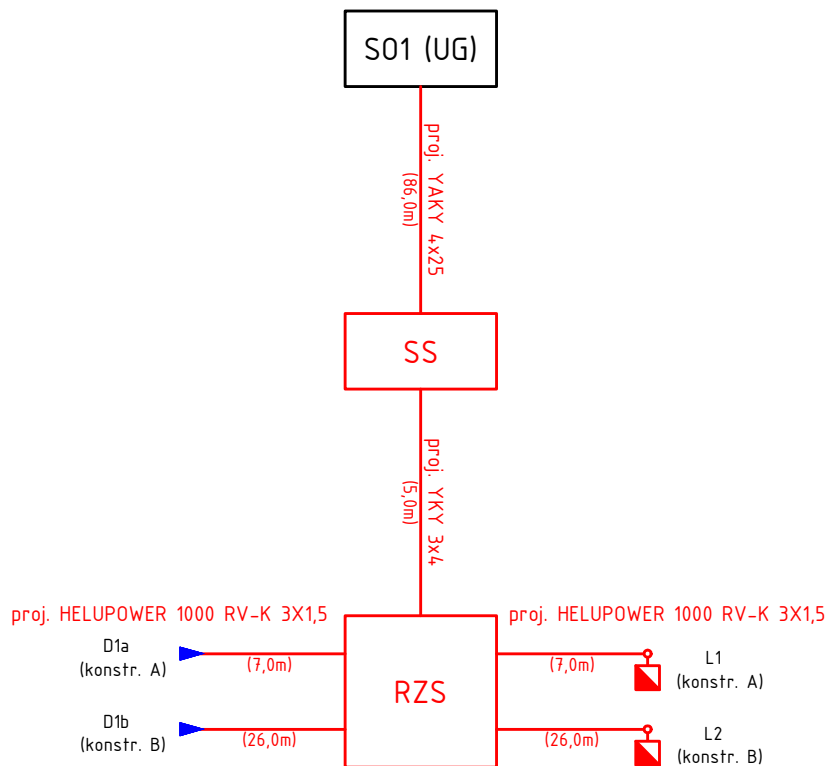 S01 (UG)
proj. YAKY 4x25
(86,0m)
SS
proj. YKY 3x4
(5,0m)
proj. HELUPOWER 1000 RV-K 3X1,5
proj. HELUPOWER 1000 RV-K 3X1,5
D1a
(konstr. A)
(7,0m)
RZS
(7,0m)
L1
(konstr. A)
D1b
(konstr. B)
(26,0m)
(26,0m)
L2
(konstr. B)